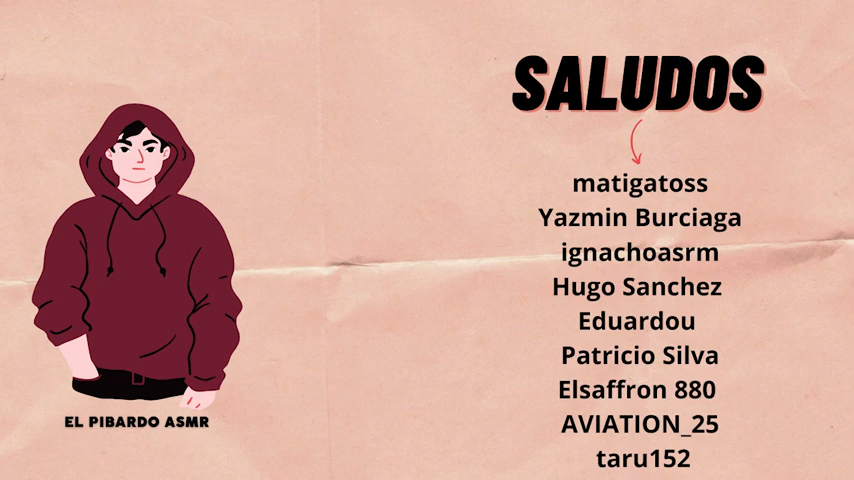 SALUDOS
matigatoss
Yazmin Burciaga
ignachoasrm
Hugo Sanchez
Eduardou
Patricio Silva
Elsaffron 880
AVIATION_25
taru152
EL PIBARDO ASMR